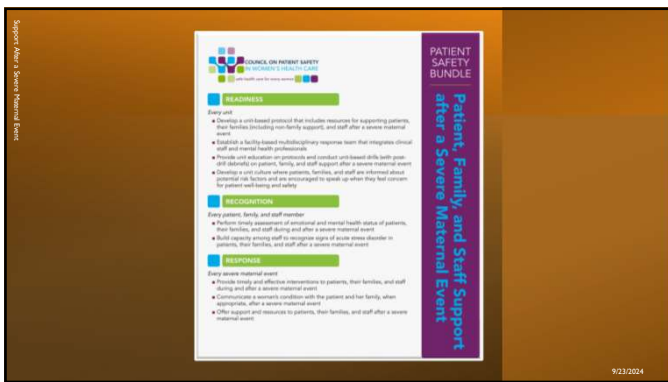 Support After a Severe Maternal Event
COUNCIL ON PATIENT SAFETY
IN WOMEN'S HEALTH CARE
safe health care for every woman
READINESS
Every unit
■ Develop a unit-based protocol that includes resources for supporting patients,
their families (including non-family support), and staff after a severe maternal
event
■ Establish a facility-based multidisciplinary response team that integrates clinical
staff and mental health professionals
■ Provide unit education on protocols and conduct unit-based drills (with post-
drill debriefs) on patient, family, and staff support after a severe maternal event
■ Develop a unit culture where patients, families, and staff are informed about
potential risk factors and are encouraged to speak up when they feel concern
for patient well-being and safety
RECOGNITION
Every patient, family, and staff member
■ Perform timely assessment of emotional and mental health status of patients,
their families, and staff during and after a severe maternal event
■ Build capacity among staff to recognize signs of acute stress disorder in
patients, their families, and staff after a severe maternal event
RESPONSE
Every severe maternal event
■ Provide timely and effective interventions to patients, their families, and staff
during and after a severe maternal event
■ Communicate a woman's condition with the patient and her family, when
appropriate, after a severe maternal event
■ Offer support and resources to patients, their families, and staff after a severe
maternal event
PATIENT
SAFETY
BUNDLE
Patient, Family, and Staff Support
after a Severe Maternal Event
9/23/2024